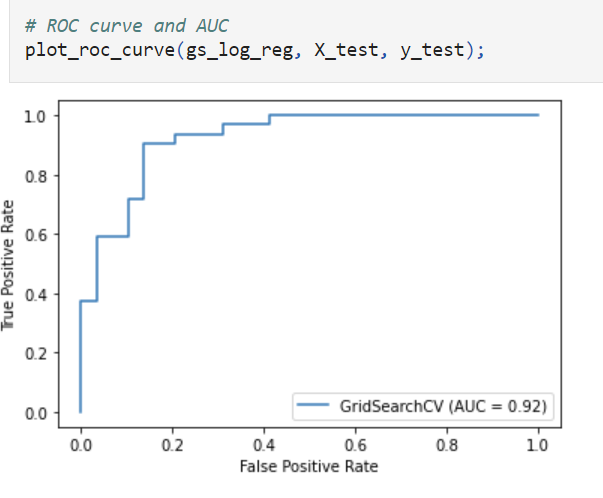 # ROC curve and AUC
plot_roc_curve(gs_log_reg, X_test, y_test);
1.0
0.8
0.6
0.4
0.2
0.0
True Positive Rate
GridSearchCV (AUC = 0.92)
0.0 0.2 0.4 0.6 0.8 1.0
False Positive Rate